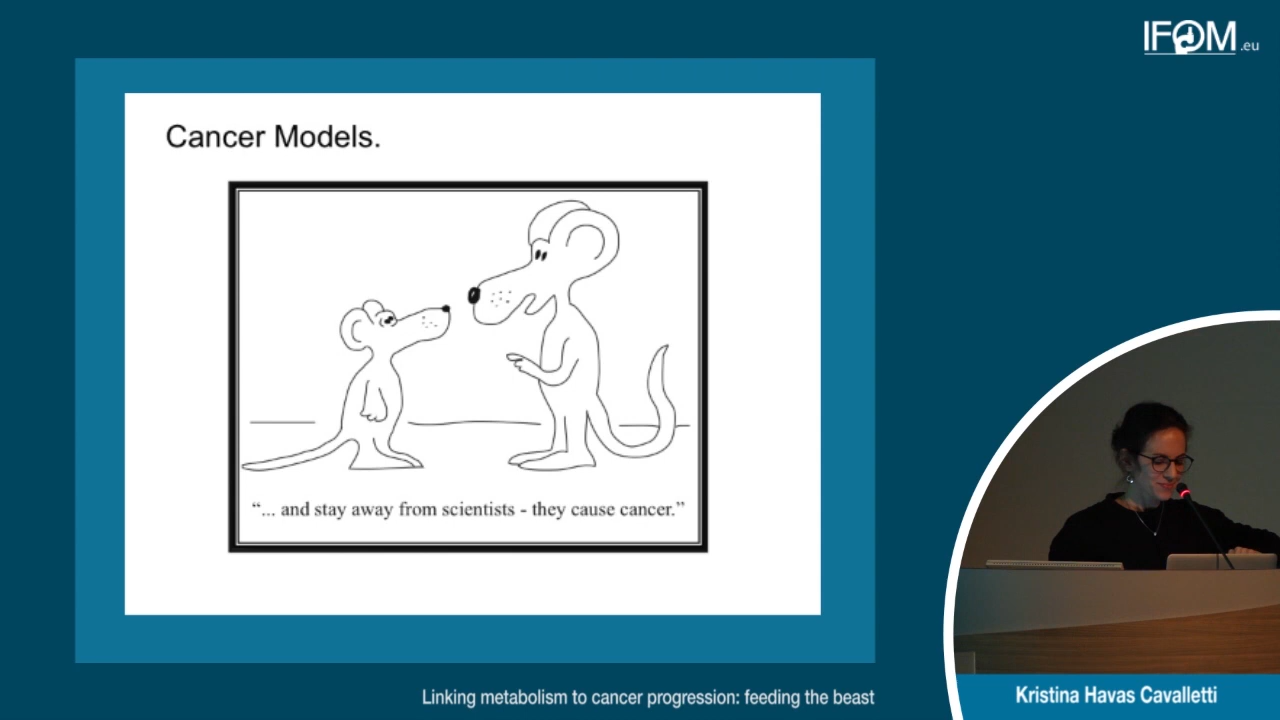 IFOM.eu
Cancer Models.
“... and stay away from scientists - they cause cancer.”
Linking metabolism to cancer progression: feeding the beast
Kristina Havas Cavalletti